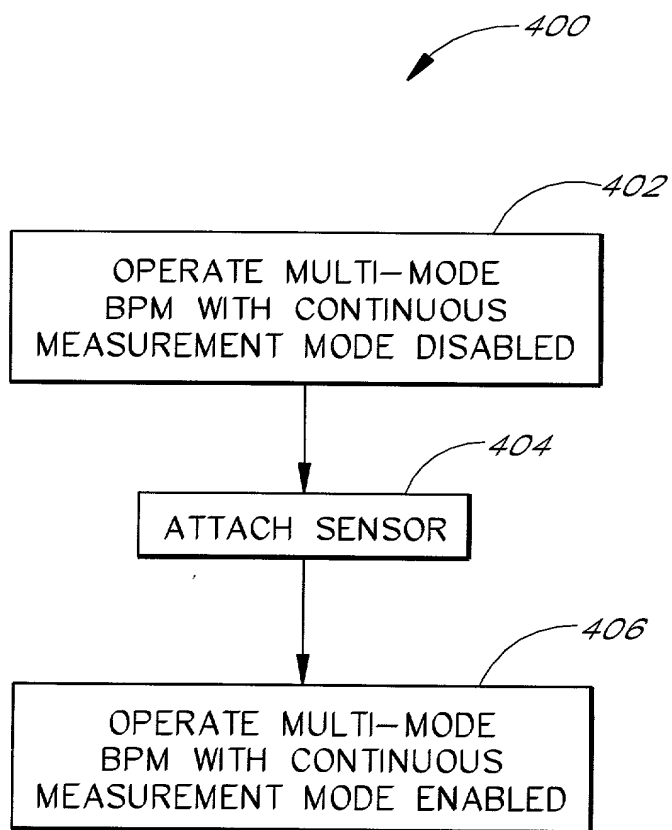 400
402
OPERATE MULTI-MODE
BPM WITH CONTINUOUS
MEASUREMENT MODE DISABLED
404
ATTACH SENSOR
406
OPERATE MULTI-MODE
BPM WITH CONTINUOUS
MEASUREMENT MODE ENABLED